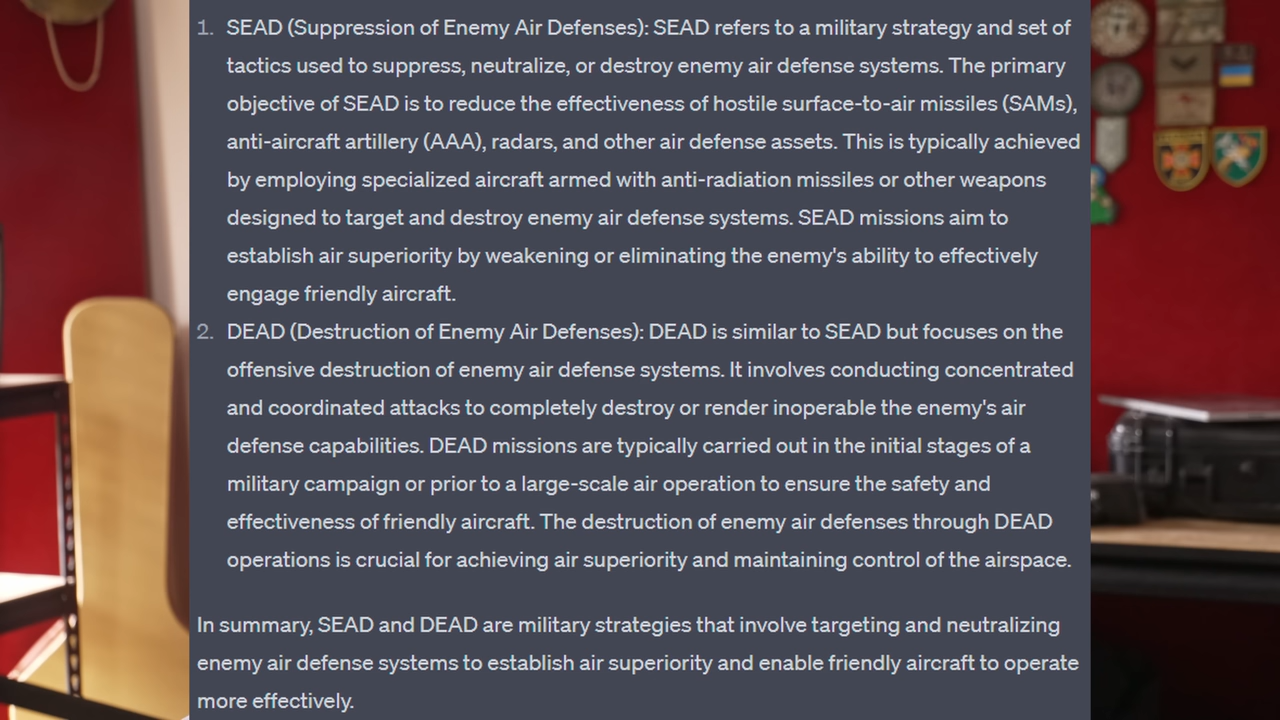 1. SEAD (Suppression of Enemy Air Defenses): SEAD refers to a military strategy and set of
tactics used to suppress, neutralize, or destroy enemy air defense systems. The primary
objective of SEAD is to reduce the effectiveness of hostile surface-to-air missiles (SAMs),
anti-aircraft artillery (AAA), radars, and other air defense assets. This is typically achieved
by employing specialized aircraft armed with anti-radiation missiles or other weapons
designed to target and destroy enemy air defense systems. SEAD missions aim to
establish air superiority by weakening or eliminating the enemy's ability to effectively
engage friendly aircraft.
2. DEAD (Destruction of Enemy Air Defenses): DEAD is similar to SEAD but focuses on the
offensive destruction of enemy air defense systems. It involves conducting concentrated
and coordinated attacks to completely destroy or render inoperable the enemy's air
defense capabilities. DEAD missions are typically carried out in the initial stages of a
military campaign or prior to a large-scale air operation to ensure the safety and
effectiveness of friendly aircraft. The destruction of enemy air defenses through DEAD
operations is crucial for achieving air superiority and maintaining control of the airspace.
In summary, SEAD and DEAD are military strategies that involve targeting and neutralizing
enemy air defense systems to establish air superiority and enable friendly aircraft to operate
more effectively.